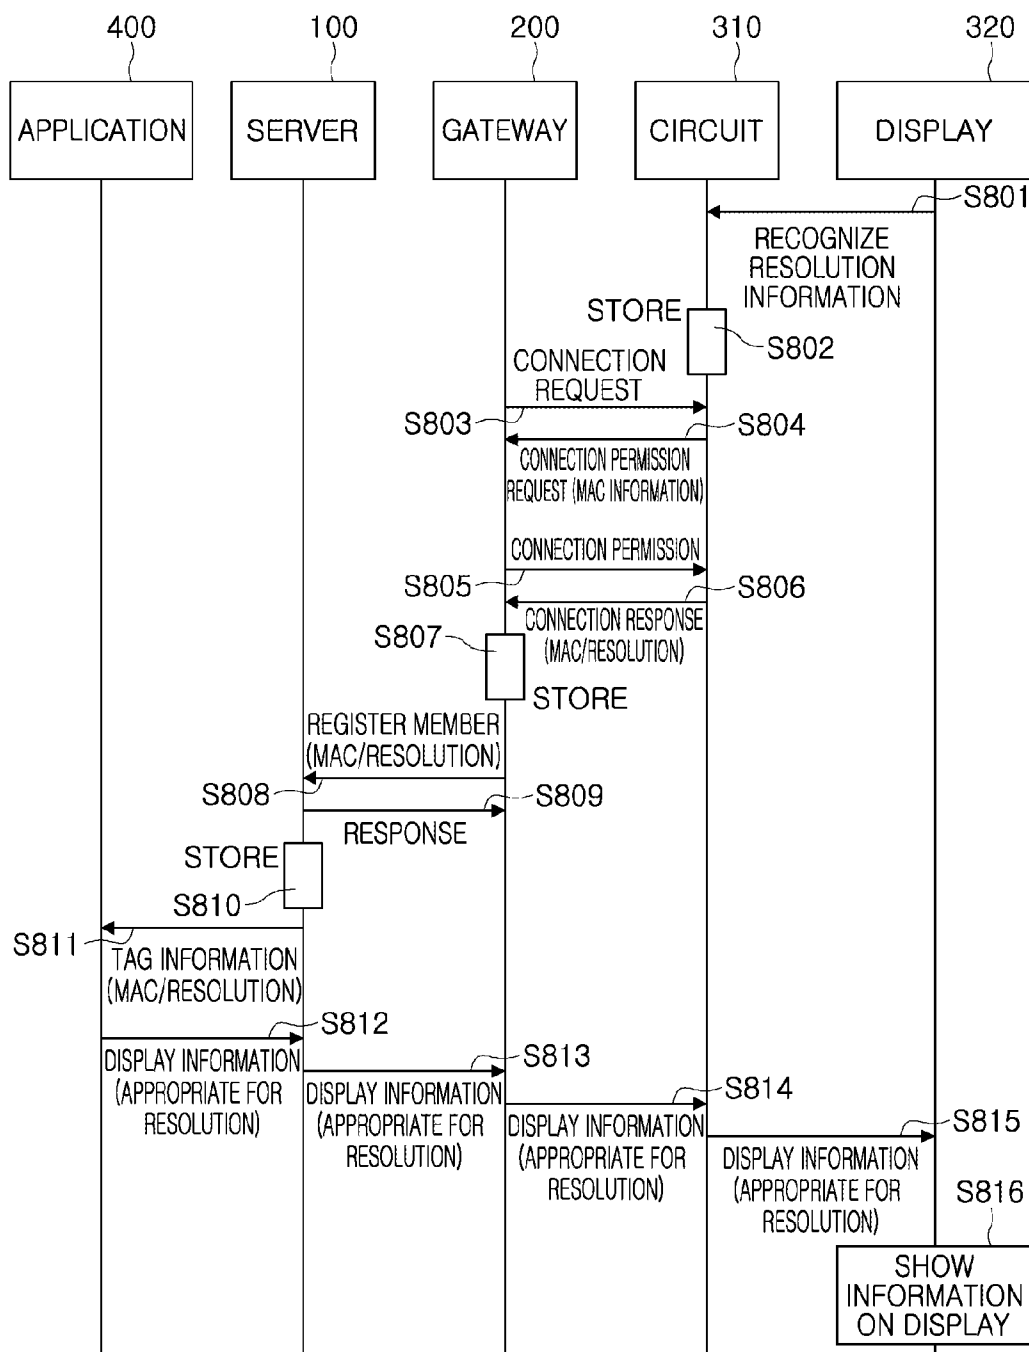 400
100
200
310
320
APPLICATION
SERVER
GATEWAY
CIRCUIT
DISPLAY
S801
RECOGNIZE
RESOLUTION
INFORMATION
STORE
S802
CONNECTION
REQUEST
S803
S804
CONNECTION PERMISSION
REQUEST (MAC INFORMATION)
CONNECTION PERMISSION
S805
S806
CONNECTION RESPONSE
(MAC/RESOLUTION)
S807
STORE
REGISTER MEMBER
(MAC/RESOLUTION)
S808
S809
RESPONSE
STORE
S810
S811
TAG INFORMATION
(MAC/RESOLUTION)
S812
DISPLAY INFORMATION
(APPROPRIATE FOR
RESOLUTION)
S813
DISPLAY INFORMATION
(APPROPRIATE FOR
RESOLUTION)
S814
DISPLAY INFORMATION
(APPROPRIATE FOR
RESOLUTION)
S815
DISPLAY INFORMATION
(APPROPRIATE FOR
RESOLUTION)
S816
SHOW
INFORMATION
ON DISPLAY